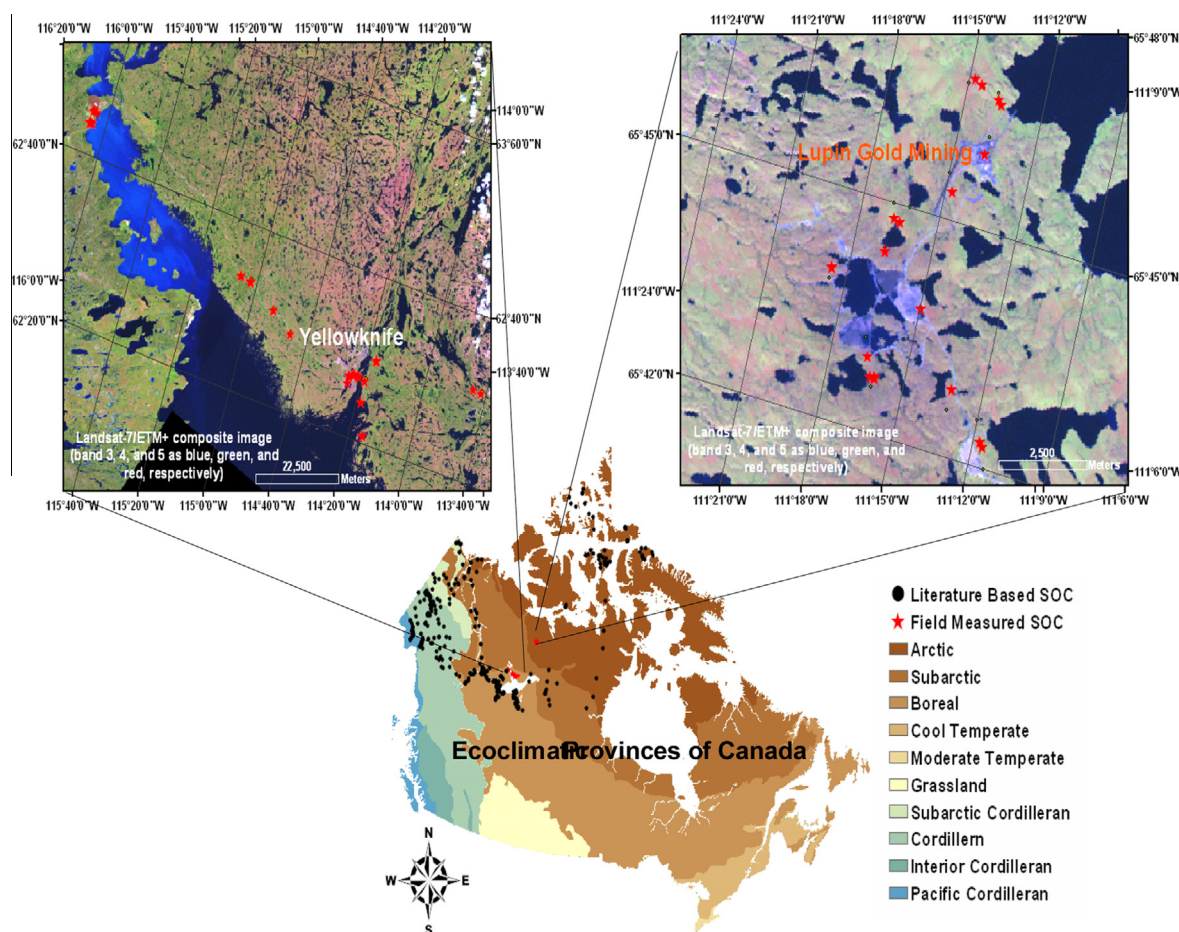 116°20'0"W 116°0'0"W 115°40'0"W 115°20'0"W 115°0'0"W 114°40'0"W 114°20'0"W
114°0'0"W
63°60'0"N
62°40'0"N
116°0'0"W
62°20'0"N
62°40'0"N
113°40'0"W
Yellowknife
Landsat-7/ETM+ composite image
(band 3, 4, and 5 as blue, green, and
red, respectively)
22,500
Meters
115°40'0"W 115°20'0"W 115°0'0"W 114°40'0"W 114°20'0"W 114°0'0"W 113°40'0"W
111°24'0"W 111°21'0"W 111°18'0"W 111°15'0"W 111°12'0"W
65°48'0"N
111°9'0"W
65°45'0"N
Lupin Gold Mining
65°45'0"N
111°24'0"W
65°42'0"N
Landsat-7/ETM+ composite image
(band 3, 4, and 5 as blue, green, and
red, respectively)
2,500
Meters
111°6'0"W
111°21'0"W 111°18'0"W 111°15'0"W 111°12'0"W 111°9'0"W 111°6'0"W
Literature Based SOC
Field Measured SOC
Arctic
Subarctic
Boreal
Cool Temperate
Moderate Temperate
Grassland
Subarctic Cordilleran
Cordillern
Interior Cordilleran
Pacific Cordilleran
Ecoclimatic Provinces of Canada
N
W E
S